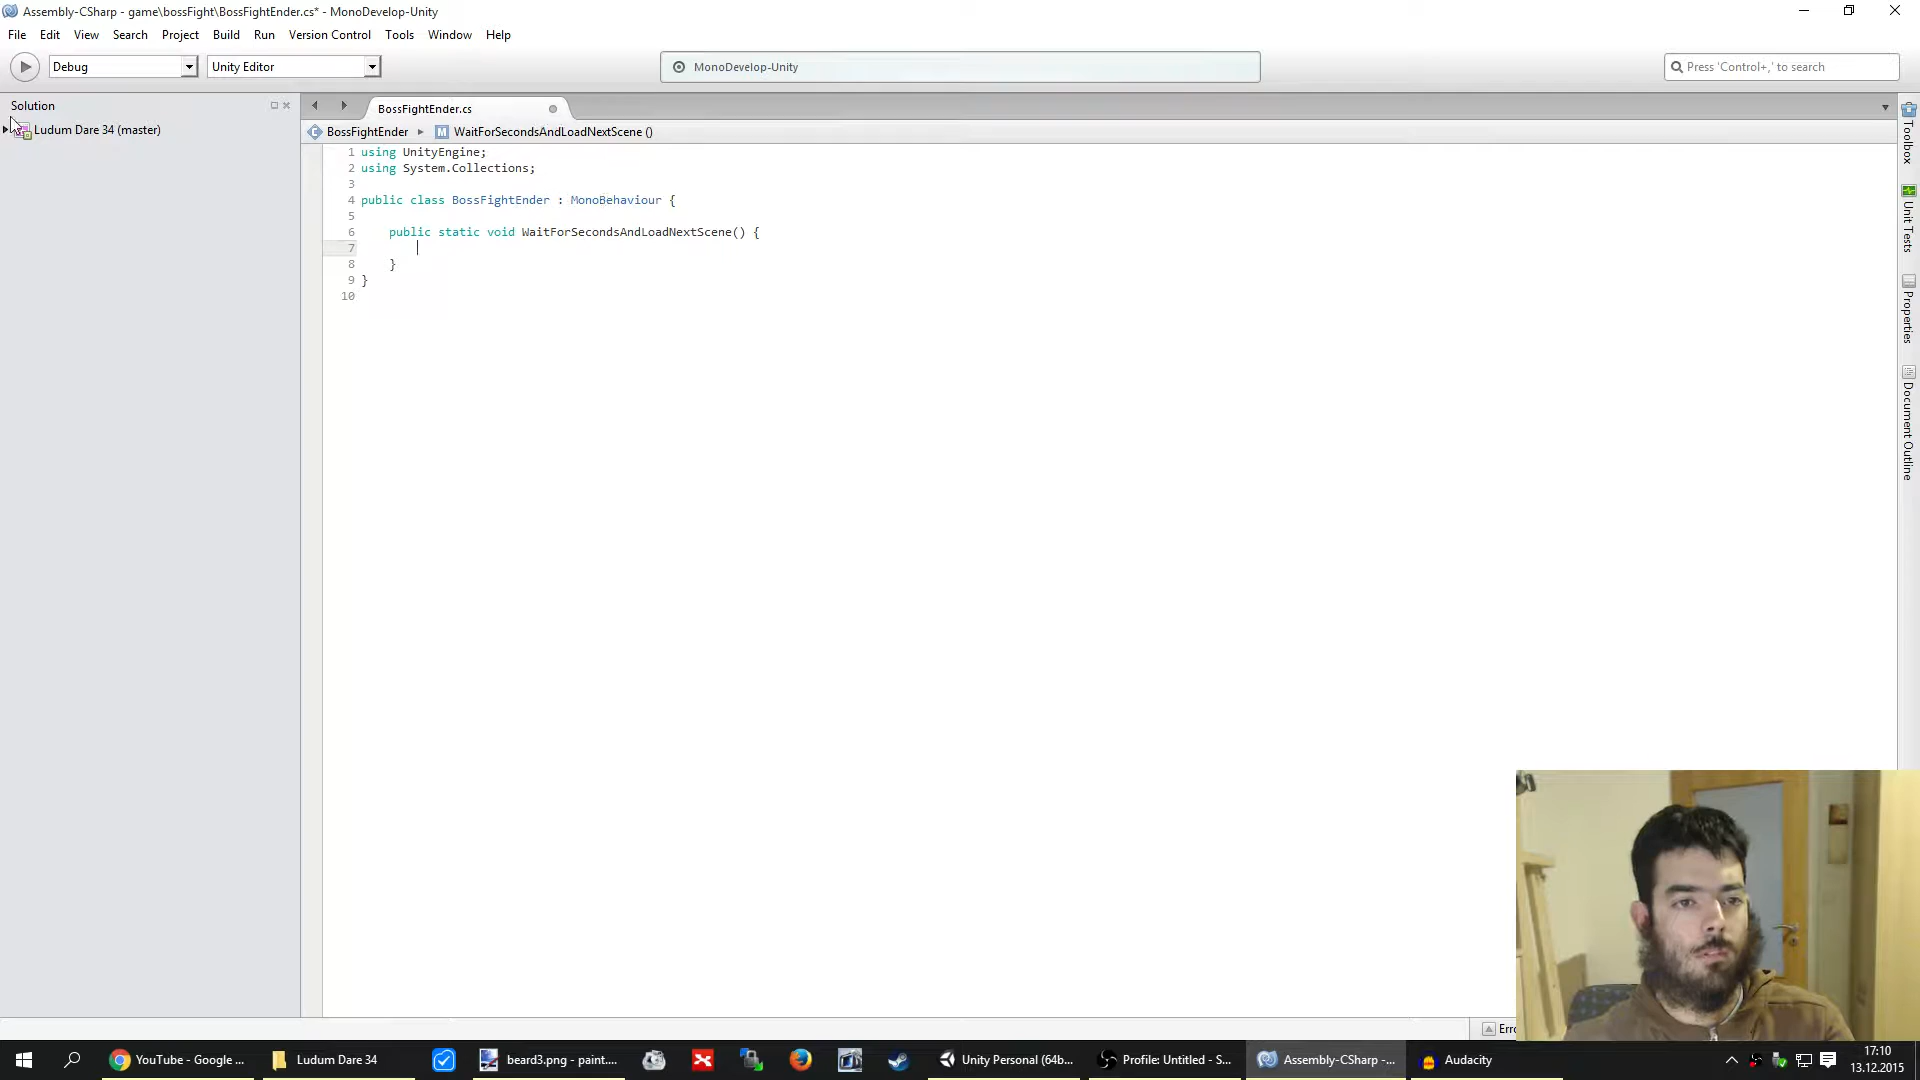 Assembly-CSharp - game\bossFight\BossFightEnder.cs* - MonoDevelop-Unity
File Edit View Search Project Build Run Version Control Tools Window Help
Debug Unity Editor MonoDevelop-Unity Press 'Control+,' to search
Solution
Ludum Dare 34 (master)
BossFightEnder.cs
BossFightEnder WaitForSecondsAndLoadNextScene ()
1 using UnityEngine;
2 using System.Collections;
3
4 public class BossFightEnder : MonoBehaviour {
5
6 public static void WaitForSecondsAndLoadNextScene() {
7
8 }
9 }
10
Toolbox
Unit Tests
Properties
Document Outline
YouTube - Google ... Ludum Dare 34 beard3.png - paint.... Unity Personal (64b... Profile: Untitled - S... Assembly-CSharp -... Audacity
17:10
13.12.2015